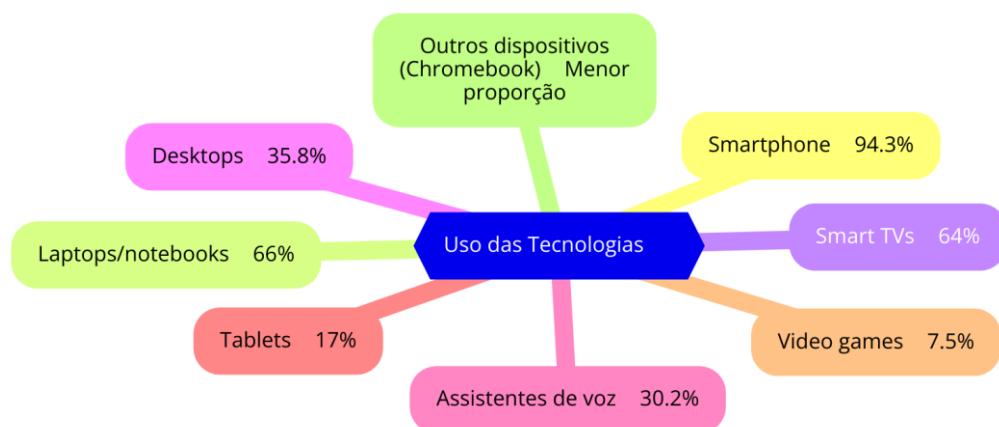 Outros dispositivos
(Chromebook) Menor
proporção
Smartphone 94.3%
Desktops 35.8%
Uso das Tecnologias
Smart TVs 64%
Laptops/notebooks 66%
Tablets 17%
Video games 7.5%
Assistentes de voz 30.2%